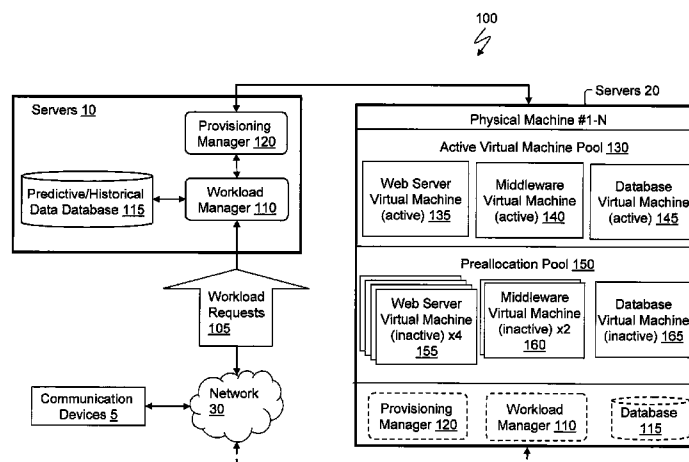 100
Servers 10
Provisioning
Manager 120
Predictive/Historical
Data Database 115
Workload
Manager 110
Workload
Requests
105
Communication
Devices 5
Network
30
Servers 20
Physical Machine #1-N
Active Virtual Machine Pool 130
Web Server
Virtual Machine
(active) 135
Middleware
Virtual Machine
(active) 140
Database
Virtual Machine
(active) 145
Preallocation Pool 150
Web Server
Virtual Machine
(inactive) x4
155
Middleware
Virtual Machine
(inactive) x2
160
Database
Virtual Machine
(inactive) 165
Provisioning
Manager 120
Workload
Manager 110
Database
115